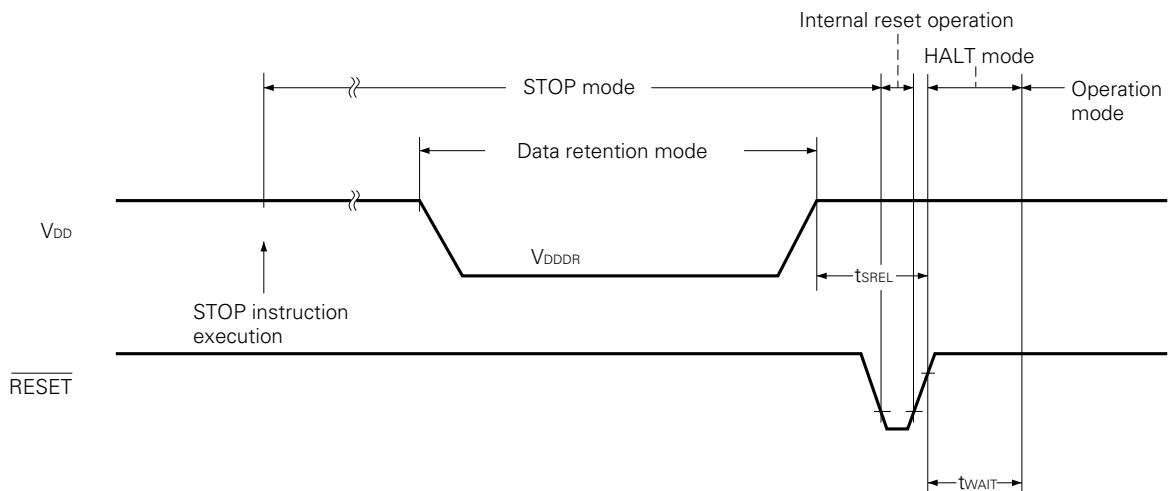 Internal reset operation
HALT mode
STOP mode
Operation
mode
Data retention mode
VDD
VDDDR
tSREL
STOP instruction
execution
RESET
tWAIT